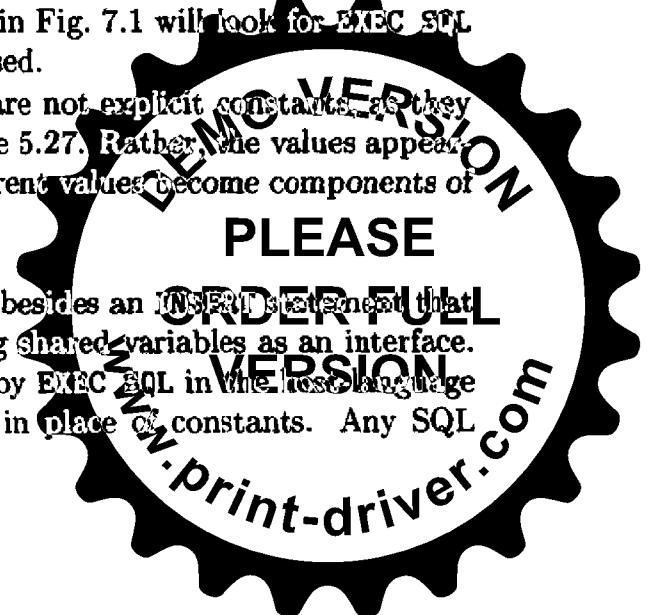 in Fig. 7.1 will look for EXEC SQL
sed.
are not explicit constants, as they
e 5.27. Rather, the values appear-
rent values become components of
besides an INSERT statement that
g shared variables as an interface.
by EXEC SQL in the host-language
in place of constants. Any SQL
DEMO VERSION
PLEASE
ORDER FULL
VERSION
www.print-driver.com